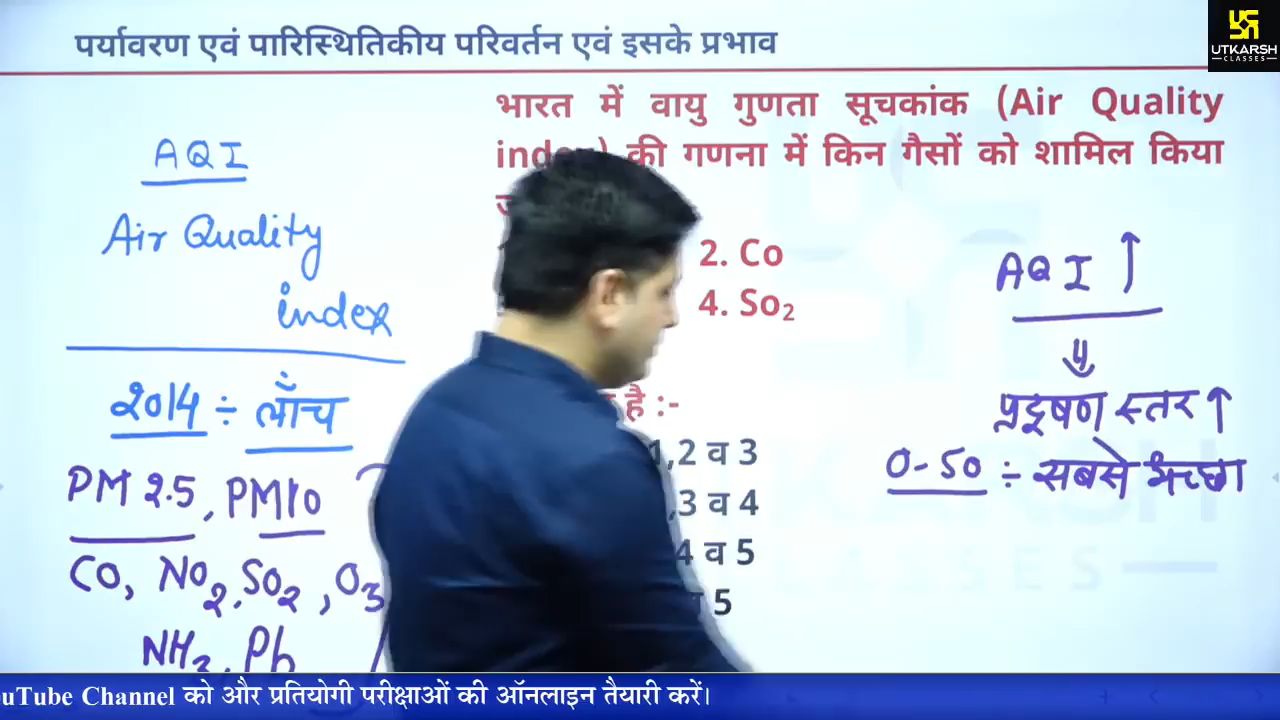 पर्यावरण एवं पारिस्थितिकीय परिवर्तन एवं इसके प्रभाव
UTKARSH
CLASSES
भारत में वायु गुणता सूचकांक (Air Quality
की गणना में किन गैसों को शामिल किया
2. Co
4. So₂
है :-
1,2 व 3
,3 व 4
4 व 5
5
AQI
Air Quality
index
2014 ÷ लाँच
PM 2.5, PM10
CO, NO₂, SO₂, O₃
NH₃, Pb
AQI ↑
⇓
प्रदूषण स्तर ↑
0-50 ÷ सबसे अच्छा
YouTube Channel को और प्रतियोगी परीक्षाओं की ऑनलाइन तैयारी करें।